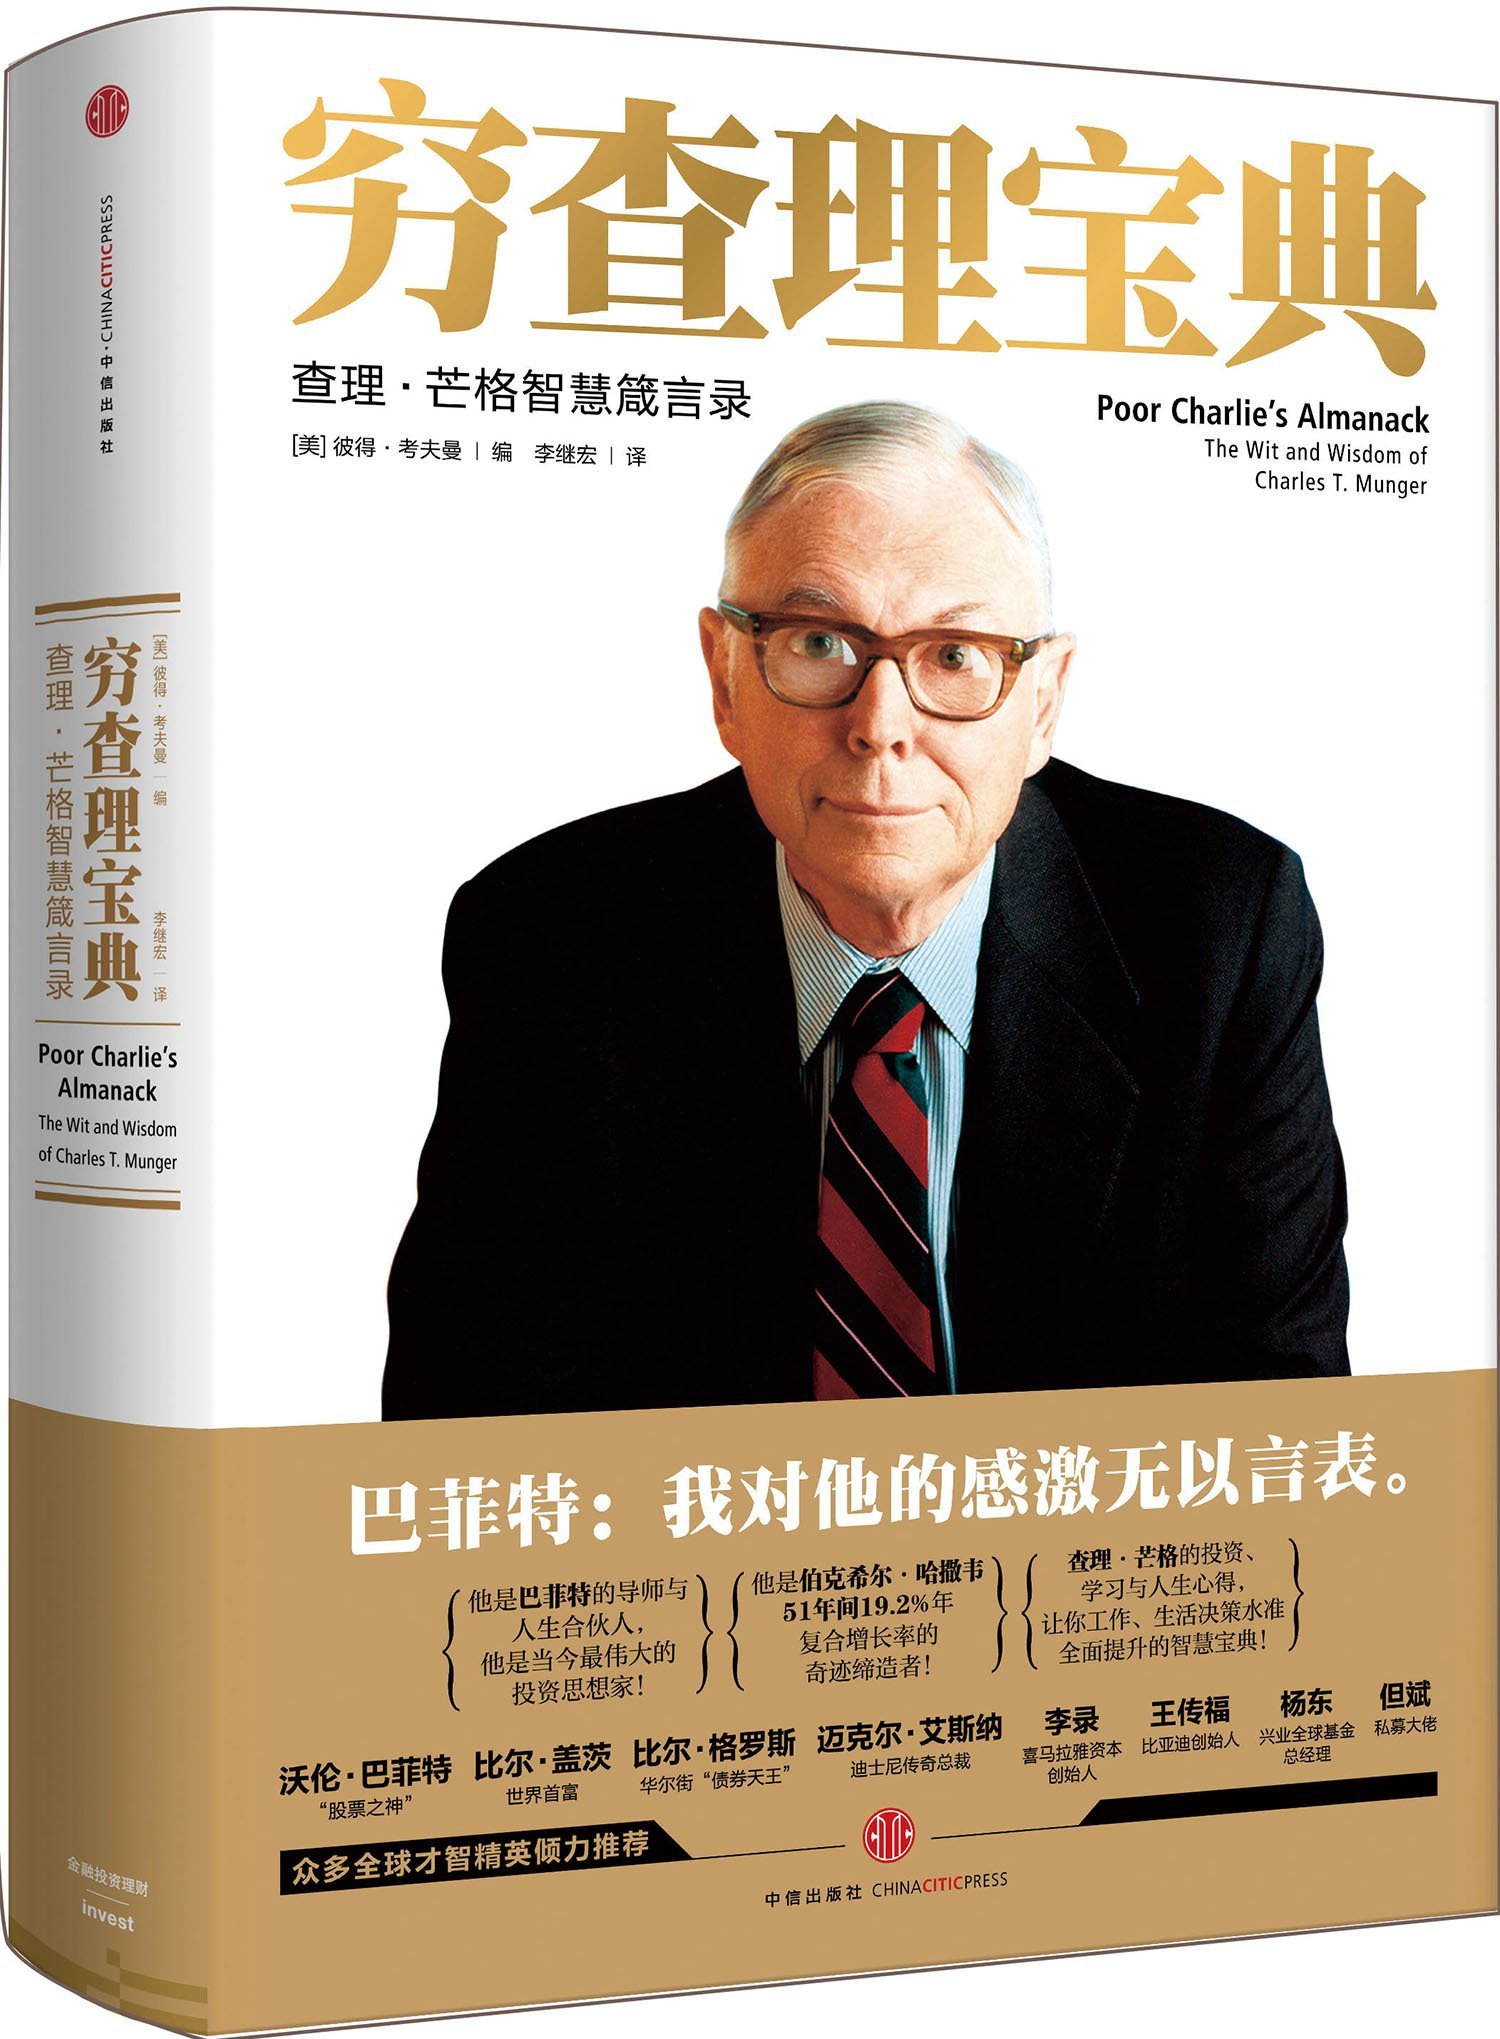 穷查理宝典
查理·芒格智慧箴言录
[美] 彼得·考夫曼 | 编 李继宏 | 译
Poor Charlie's Almanack
The Wit and Wisdom of
Charles T. Munger
巴菲特：我对他的感激无以言表。
他是巴菲特的导师与
人生合伙人，
他是当今最伟大的
投资思想家！
他是伯克希尔·哈撒韦
51年间19.2%年
复合增长率的
奇迹缔造者！
查理·芒格的投资、
学习与人生心得，
让你工作、生活决策水准
全面提升的智慧宝典！
沃伦·巴菲特
“股票之神”
比尔·盖茨
世界首富
比尔·格罗斯
华尔街“债券天王”
迈克尔·艾斯纳
迪士尼传奇总裁
李录
喜马拉雅资本
创始人
王传福
比亚迪创始人
杨东
兴业全球基金
总经理
但斌
私募大佬
众多全球才智精英倾力推荐
中信出版社 CHINACITICPRESS
CHINACITICPRESS
·中信出版社
[美] 彼得·考夫曼 | 编 李继宏 | 译
穷查理宝典
查理·芒格智慧箴言录
Poor Charlie's
Almanack
The Wit and Wisdom
of Charles T. Munger
金融投资理财
invest